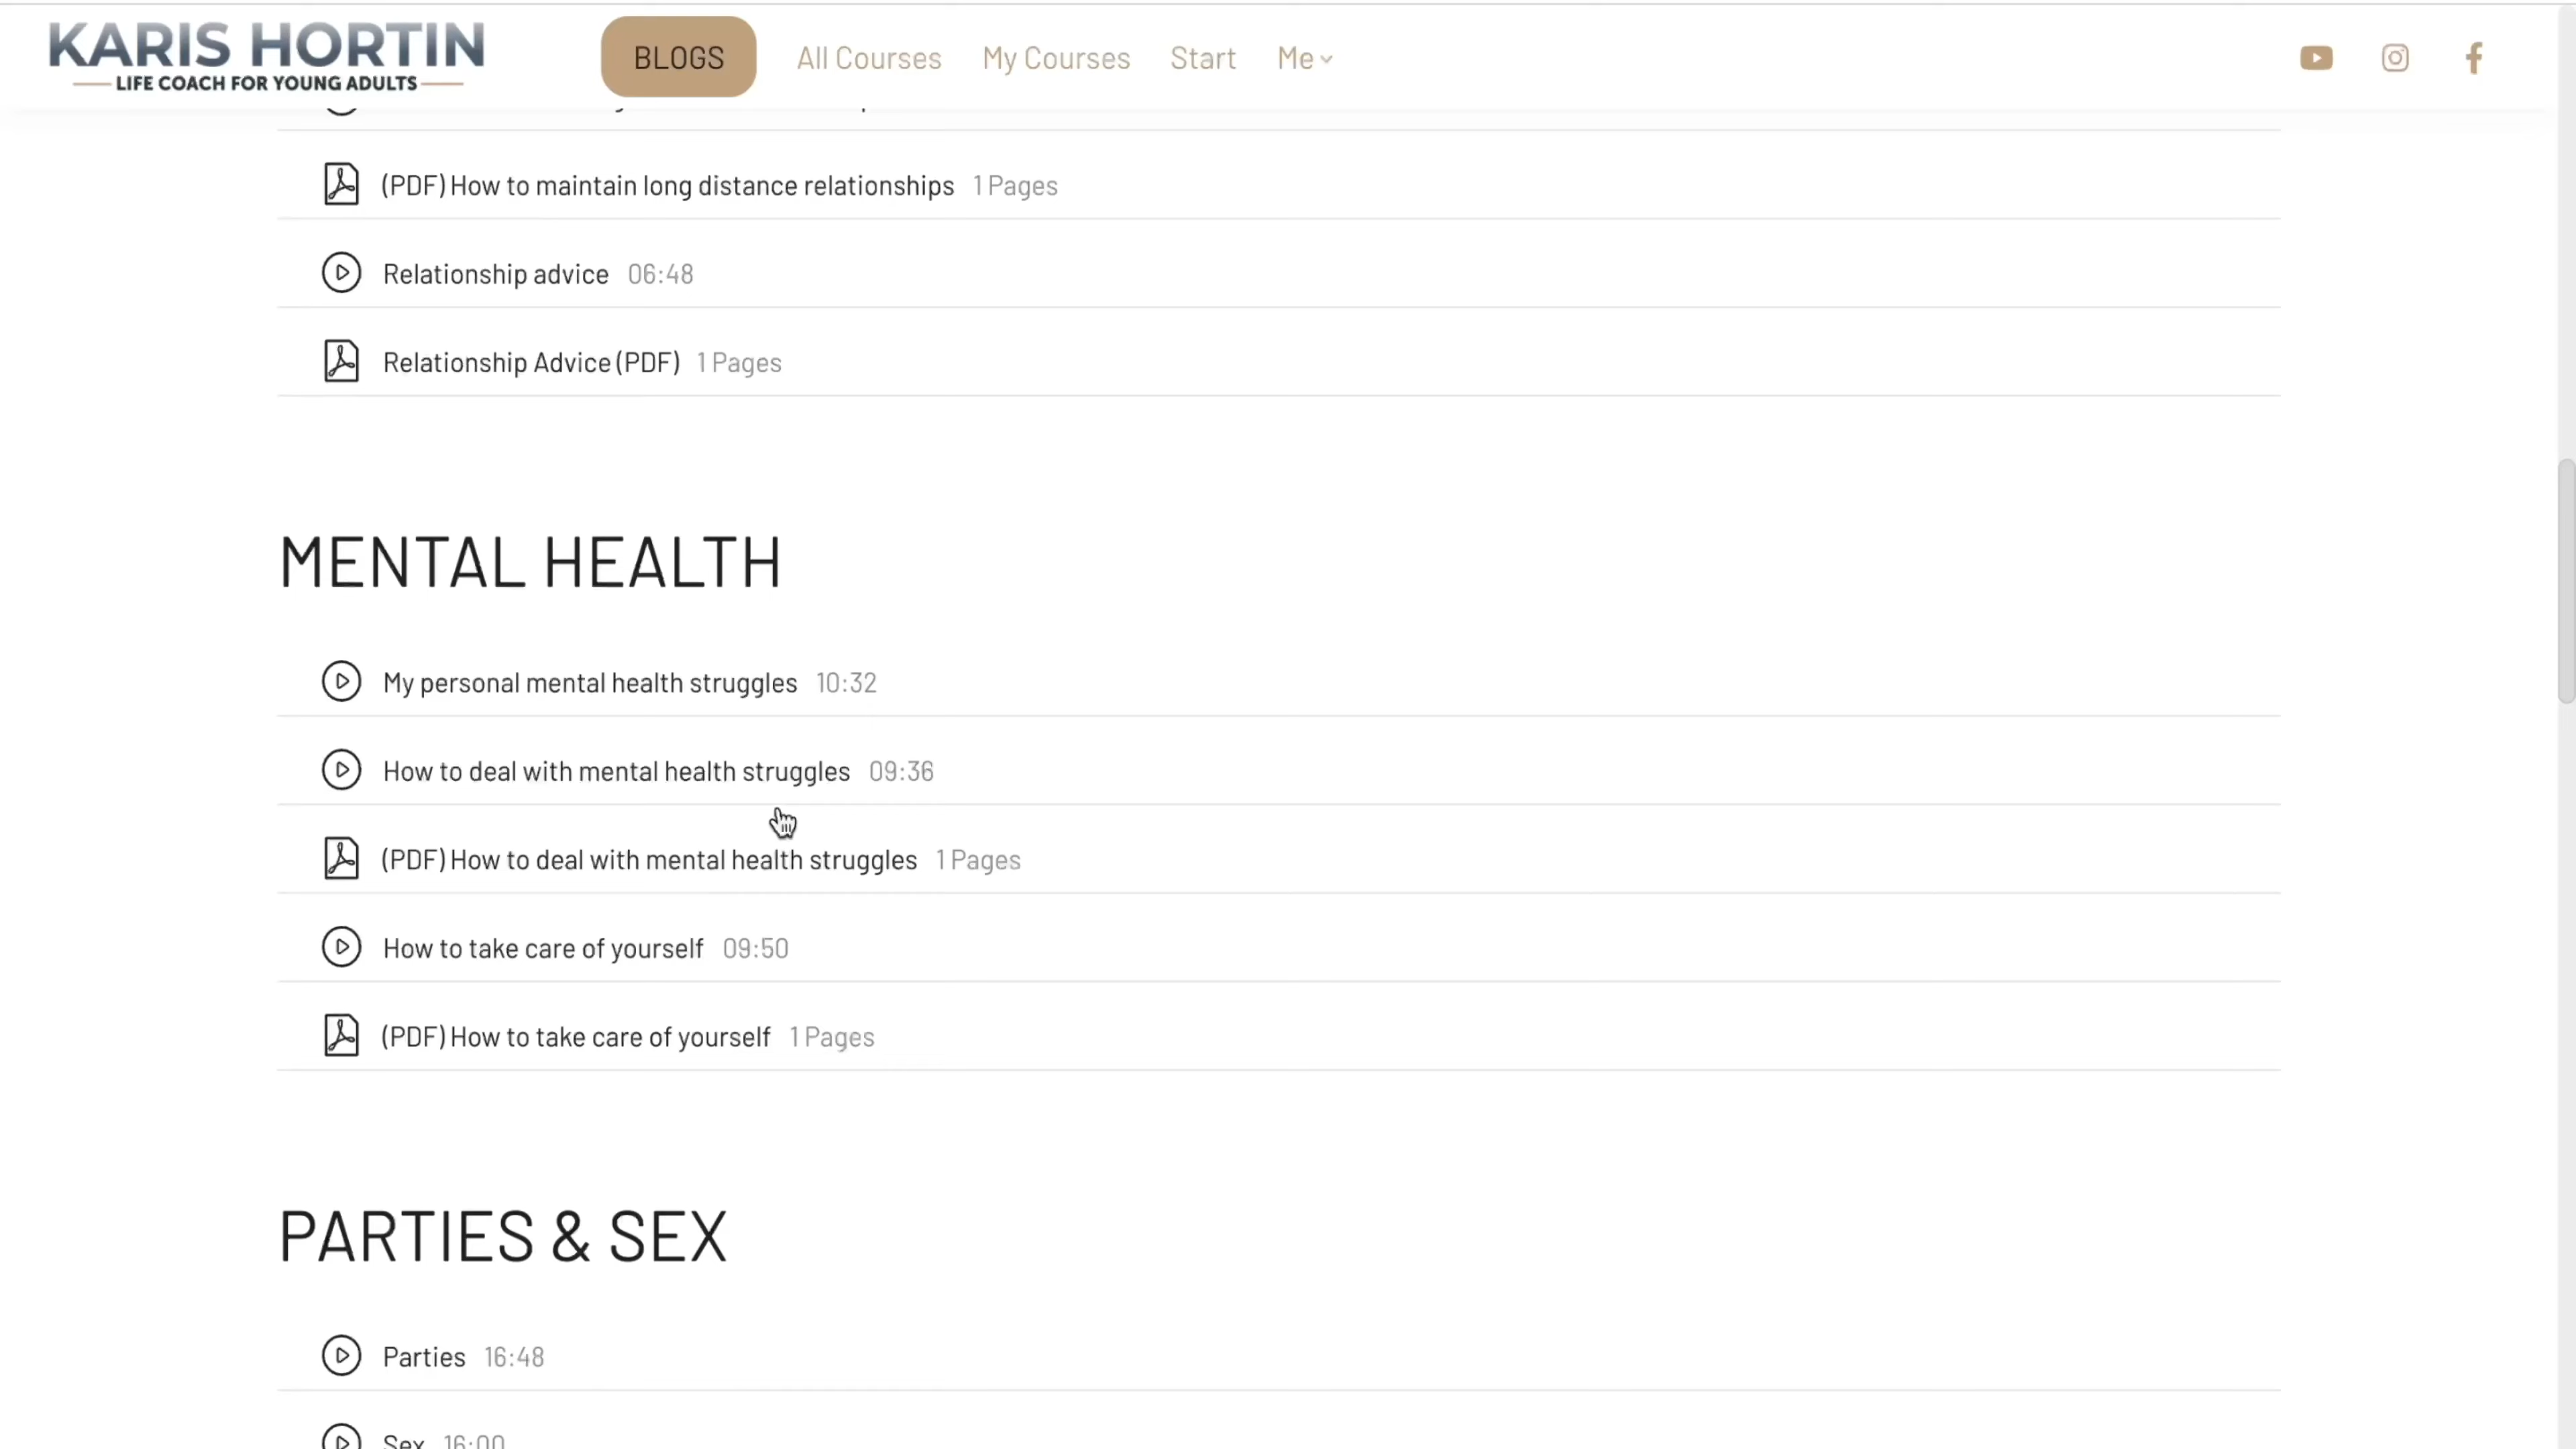 KARIS HORTIN
LIFE COACH FOR YOUNG ADULTS
BLOGS
All Courses
My Courses
Start
Me
(PDF) How to maintain long distance relationships 1 Pages
Relationship advice 06:48
Relationship Advice (PDF) 1 Pages
MENTAL HEALTH
My personal mental health struggles 10:32
How to deal with mental health struggles 09:36
(PDF) How to deal with mental health struggles 1 Pages
How to take care of yourself 09:50
(PDF) How to take care of yourself 1 Pages
PARTIES & SEX
Parties 16:48
Sex 16:00